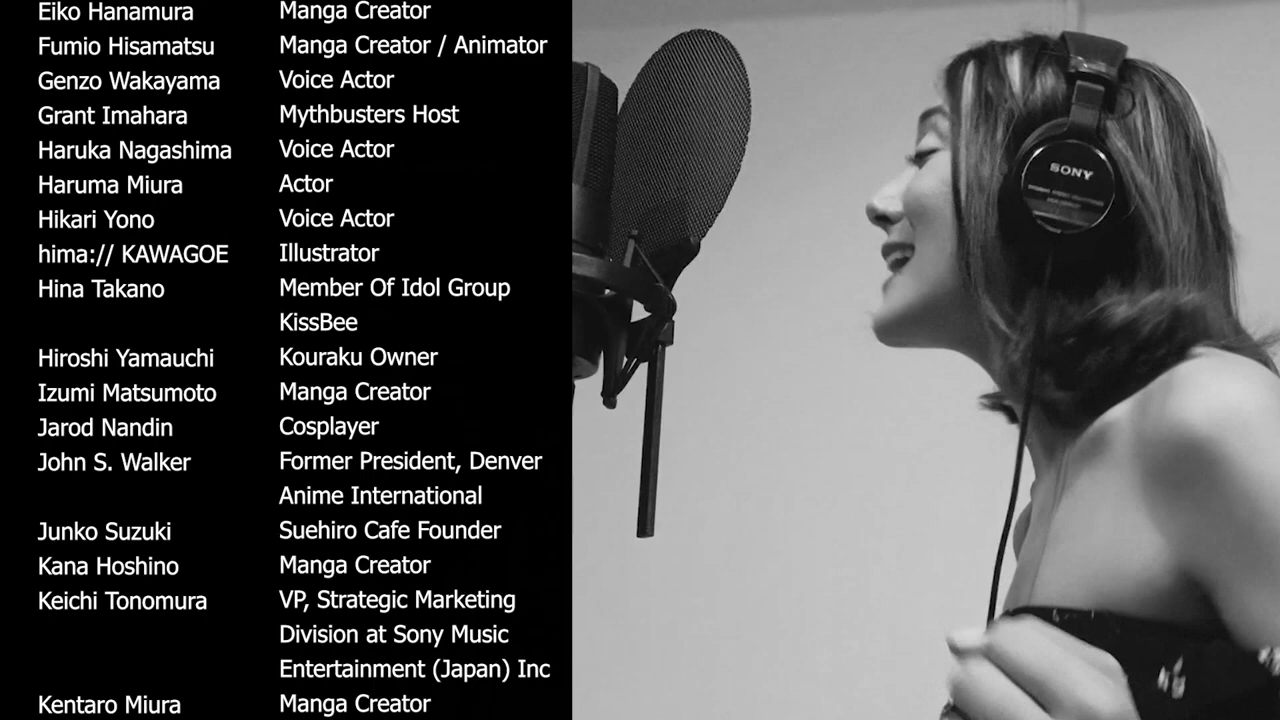 Eiko Hanamura Manga Creator
Fumio Hisamatsu Manga Creator / Animator
Genzo Wakayama Voice Actor
Grant Imahara Mythbusters Host
Haruka Nagashima Voice Actor
Haruma Miura Actor
Hikari Yono Voice Actor
hima:// KAWAGOE Illustrator
Hina Takano Member Of Idol Group
KissBee
Hiroshi Yamauchi Kouraku Owner
Izumi Matsumoto Manga Creator
Jarod Nandin Cosplayer
John S. Walker Former President, Denver
Anime International
Junko Suzuki Suehiro Cafe Founder
Kana Hoshino Manga Creator
Keichi Tonomura VP, Strategic Marketing
Division at Sony Music
Entertainment (Japan) Inc
Kentaro Miura Manga Creator
SONY